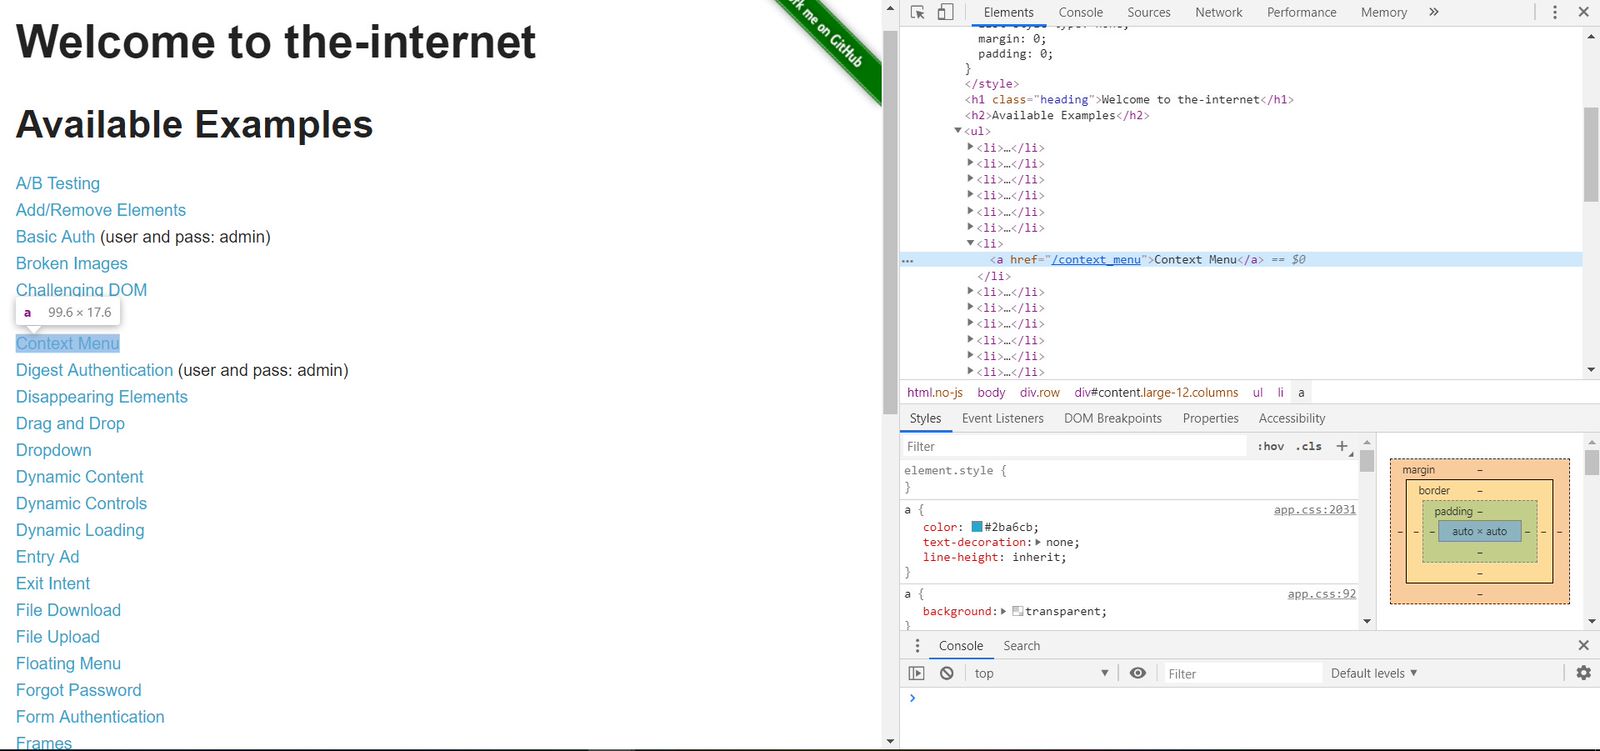 Welcome to the-internet
Available Examples
A/B Testing
Add/Remove Elements
Basic Auth (user and pass: admin)
Broken Images
Challenging DOM
a 99.6 × 17.6
Context Menu
Digest Authentication (user and pass: admin)
Disappearing Elements
Drag and Drop
Dropdown
Dynamic Content
Dynamic Controls
Dynamic Loading
Entry Ad
Exit Intent
File Download
File Upload
Floating Menu
Forgot Password
Form Authentication
Frames
me on GitHub
Elements Console Sources Network Performance Memory »
margin: 0;
padding: 0;
}
</style>
<h1 class="heading">Welcome to the-internet</h1>
<h2>Available Examples</h2>
<ul>
<li>…</li>
<li>…</li>
<li>…</li>
<li>…</li>
<li>…</li>
<li>…</li>
<li>
… <a href="/context_menu">Context Menu</a> == $0
</li>
<li>…</li>
<li>…</li>
<li>…</li>
<li>…</li>
<li>…</li>
<li>…</li>
html.no-js body div.row div#content.large-12.columns ul li a
Styles Event Listeners DOM Breakpoints Properties Accessibility
Filter :hov .cls +
element.style {
}
a { app.css:2031
color: #2ba6cb;
text-decoration: none;
line-height: inherit;
}
a { app.css:92
background: transparent;
}
margin –
border –
padding –
– – – auto × auto – – –
–
–
–
Console Search
top Filter Default levels
>